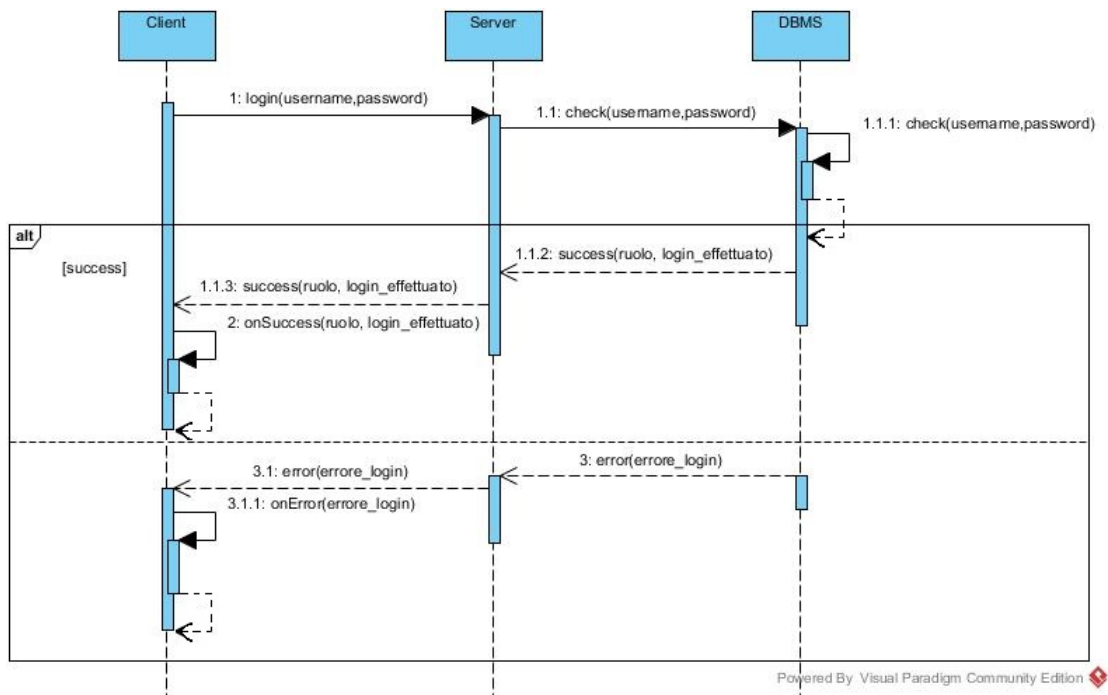 Client
Server
DBMS
1: login(username,password)
1.1: check(username,password)
1.1.1: check(username,password)
alt
[success]
1.1.2: success(ruolo, login_effettuato)
1.1.3: success(ruolo, login_effettuato)
2: onSuccess(ruolo, login_effettuato)
3: error(errore_login)
3.1: error(errore_login)
3.1.1: onError(errore_login)
Powered By Visual Paradigm Community Edition